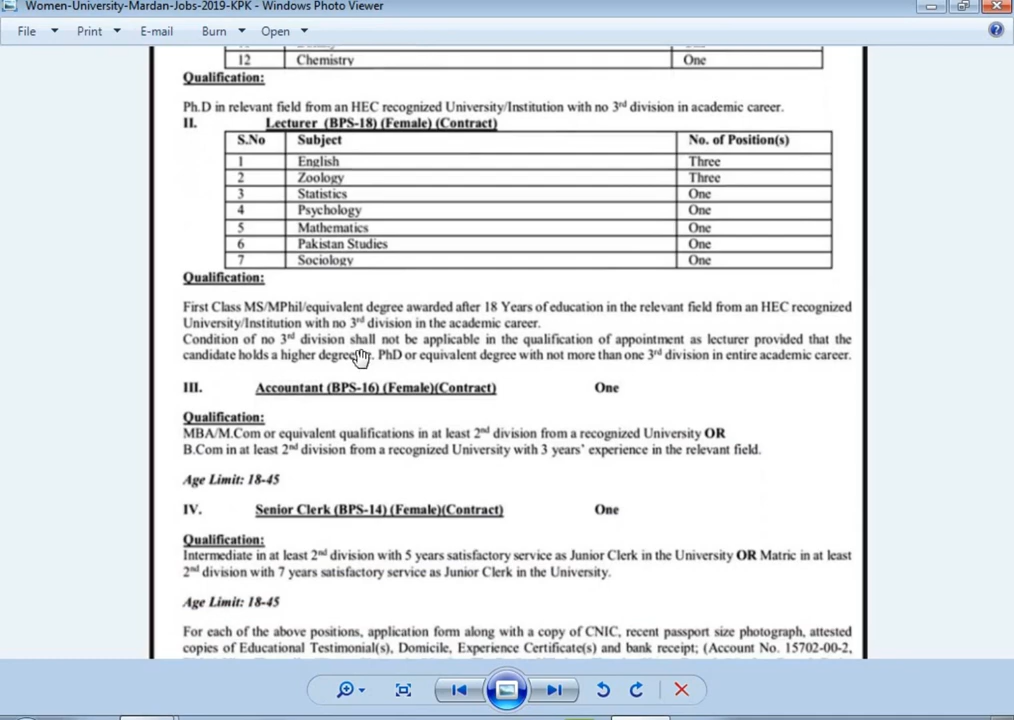 Women-University-Mardan-Jobs-2019-KPK - Windows Photo Viewer
File Print E-mail Burn Open
12 Chemistry One
Qualification:
Ph.D in relevant field from an HEC recognized University/Institution with no 3rd division in academic career.
II. Lecturer (BPS-18) (Female) (Contract)
S.No Subject No. of Position(s)
1 English Three
2 Zoology Three
3 Statistics One
4 Psychology One
5 Mathematics One
6 Pakistan Studies One
7 Sociology One
Qualification:
First Class MS/MPhil/equivalent degree awarded after 18 Years of education in the relevant field from an HEC recognized
University/Institution with no 3rd division in the academic career.
Condition of no 3rd division shall not be applicable in the qualification of appointment as lecturer provided that the
candidate holds a higher degree PhD or equivalent degree with not more than one 3rd division in entire academic career.
III. Accountant (BPS-16) (Female)(Contract) One
Qualification:
MBA/M.Com or equivalent qualifications in at least 2nd division from a recognized University OR
B.Com in at least 2nd division from a recognized University with 3 years' experience in the relevant field.
Age Limit: 18-45
IV. Senior Clerk (BPS-14) (Female)(Contract) One
Qualification:
Intermediate in at least 2nd division with 5 years satisfactory service as Junior Clerk in the University OR Matric in at least
2nd division with 7 years satisfactory service as Junior Clerk in the University.
Age Limit: 18-45
For each of the above positions, application form along with a copy of CNIC, recent passport size photograph, attested
copies of Educational Testimonial(s), Domicile, Experience Certificate(s) and bank receipt; (Account No. 15702-00-2,